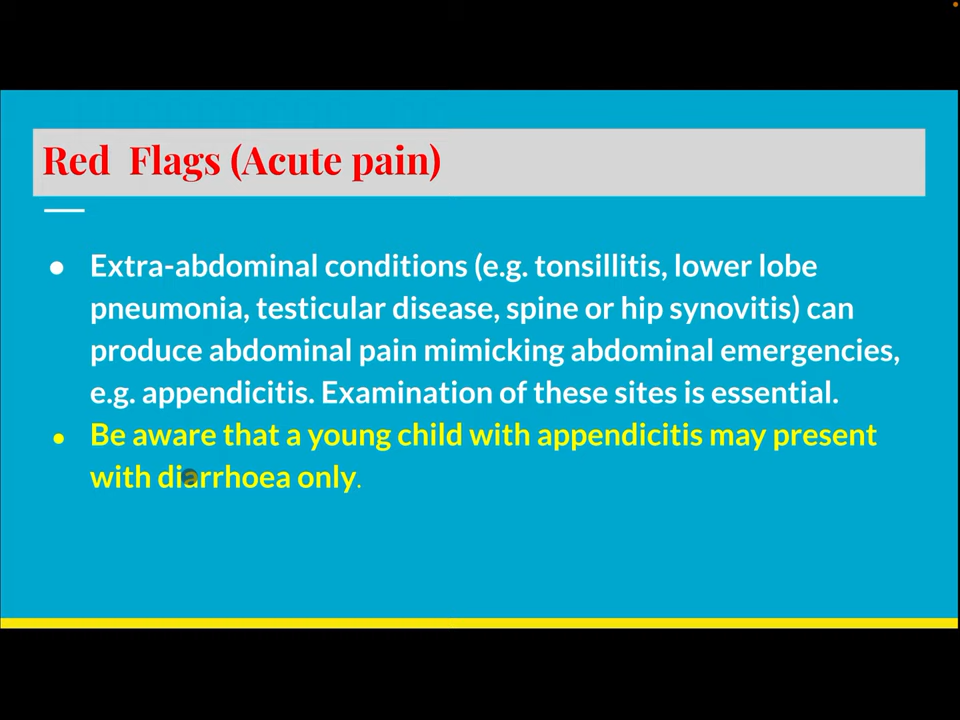 Red Flags (Acute pain)
● Extra-abdominal conditions (e.g. tonsillitis, lower lobe
pneumonia, testicular disease, spine or hip synovitis) can
produce abdominal pain mimicking abdominal emergencies,
e.g. appendicitis. Examination of these sites is essential.
● Be aware that a young child with appendicitis may present
with diarrhoea only.